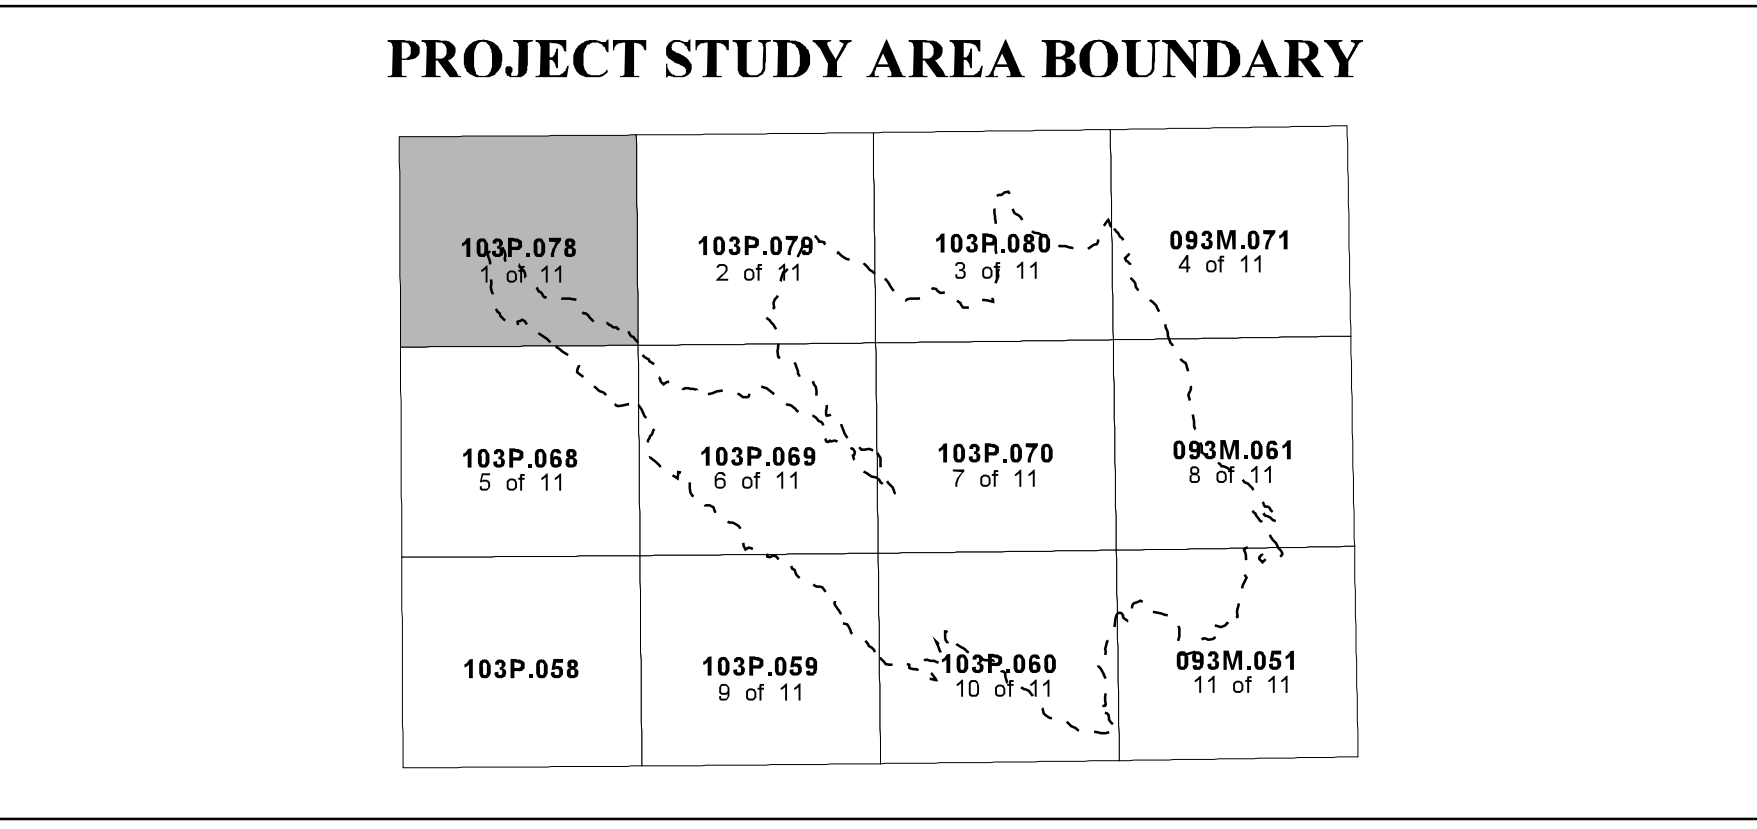 PROJECT STUDY AREA BOUNDARY
103P.078
1 of 11
103P.079
2 of 11
103P.080
3 of 11
093M.071
4 of 11
103P.068
5 of 11
103P.069
6 of 11
103P.070
7 of 11
093M.061
8 of 11
103P.058
103P.059
9 of 11
103P.060
10 of 11
093M.051
11 of 11